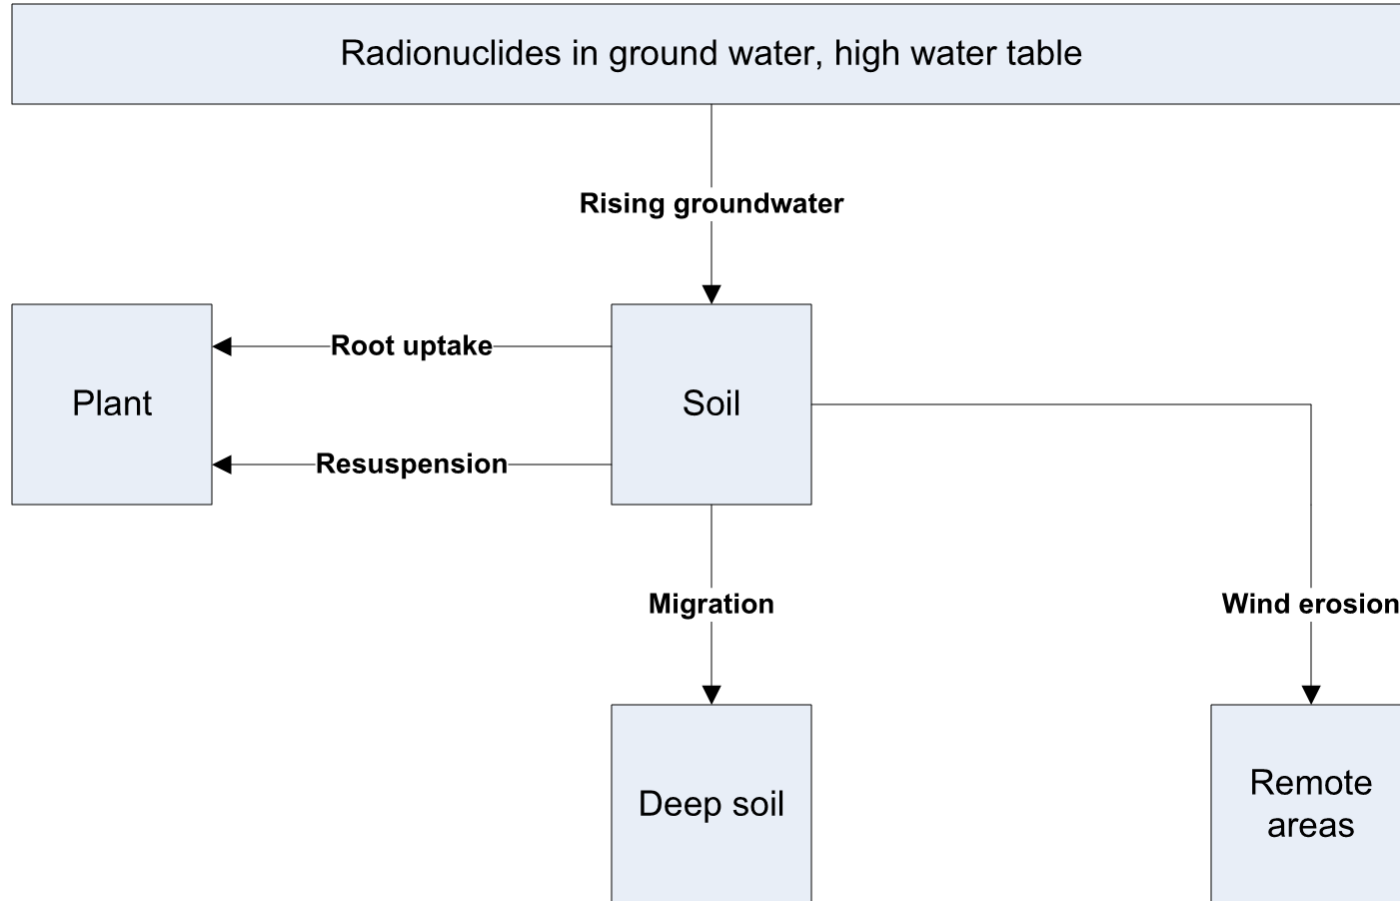 Radionuclides in ground water, high water table
Rising groundwater
Root uptake
Plant
Soil
Resuspension
Migration
Wind erosion
Deep soil
Remote
areas